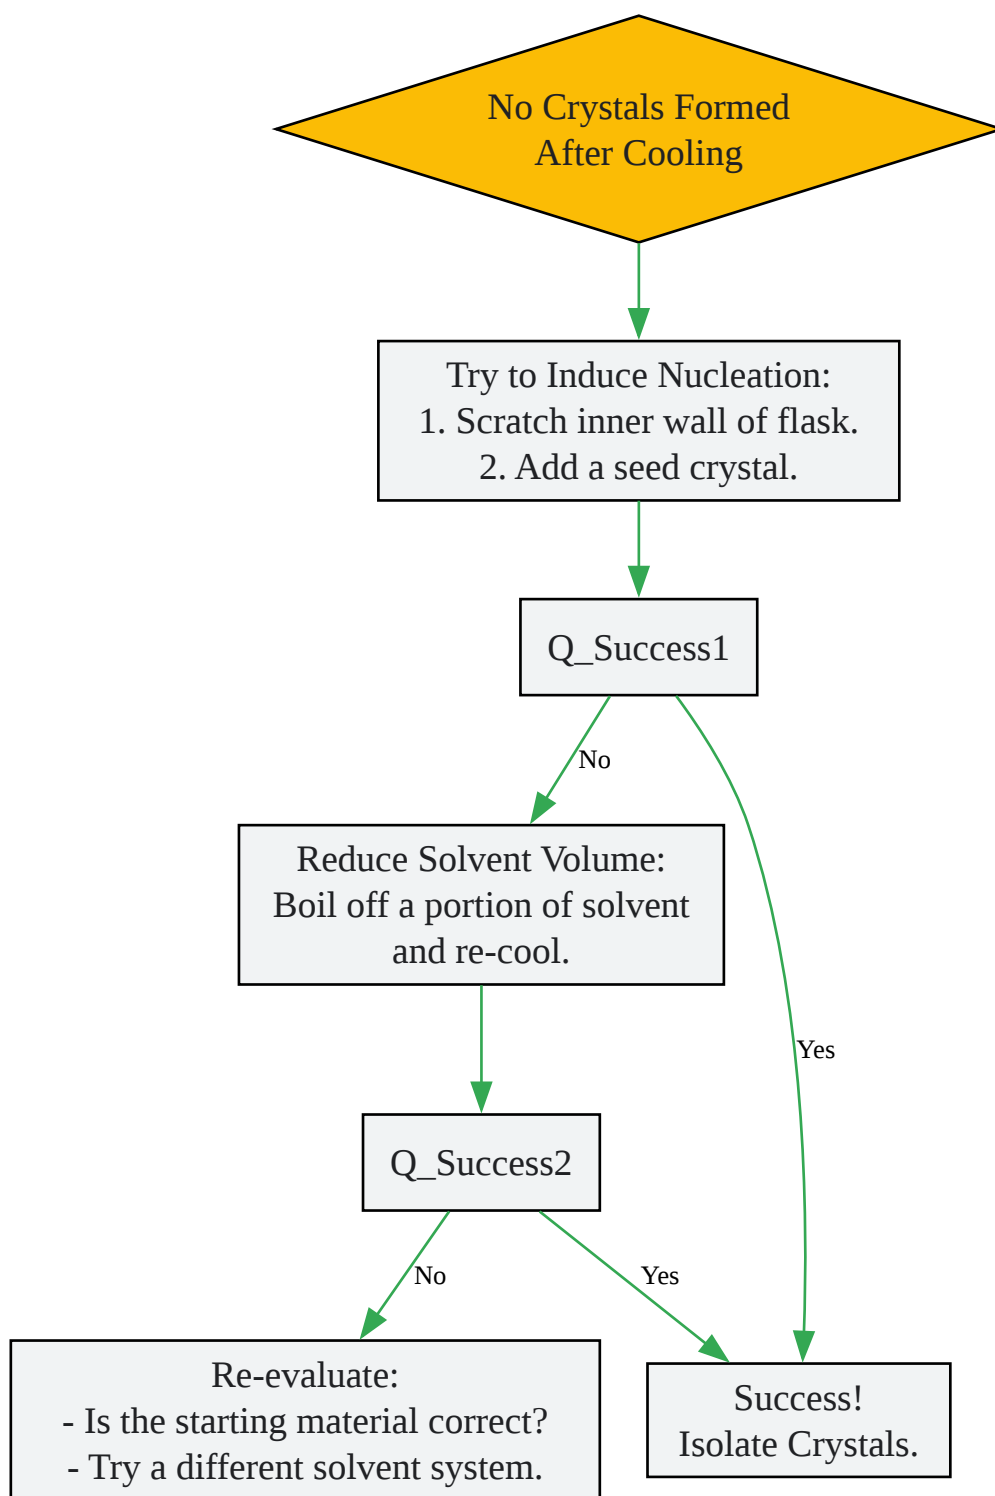 No Crystals Formed
After Cooling
Try to Induce Nucleation:
1. Scratch inner wall of flask.
2. Add a seed crystal.
Q_Success1
No
Reduce Solvent Volume:
Boil off a portion of solvent
and re-cool.
Yes
Q_Success2
No
Yes
Re-evaluate:
- Is the starting material correct?
- Try a different solvent system.
Success!
Isolate Crystals.